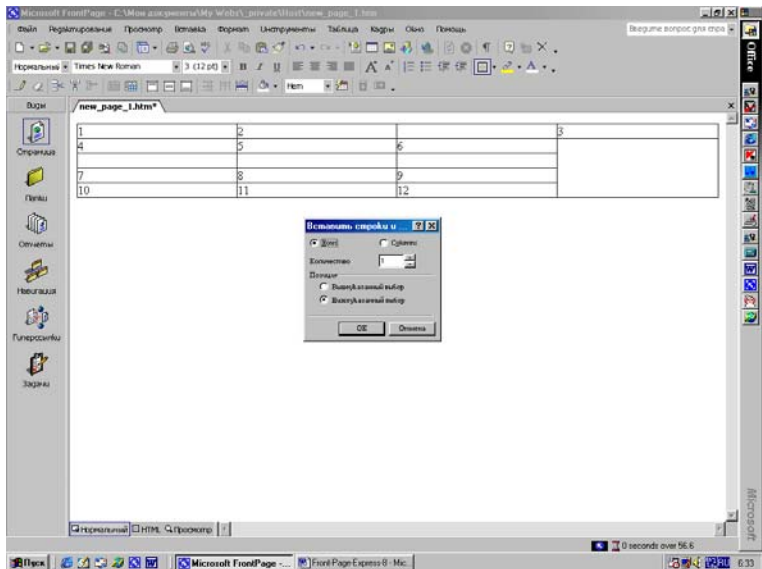 Microsoft FrontPage - E:\Мои документы\My Webs\_private\Host\new_page_1.htm
Файл Редактирование Просмотр Вставка Формат Инструменты Таблица Кадры Окно Помощь
Введите вопрос для спра
Нормальный Times New Roman 3 (12 pt)
Нет
Виды
new_page_1.htm*
Страница
Папки
Отчеты
Навигация
Гиперссылки
Задачи
1 2 3
4 5 6
7 8 9
10 11 12
Вставить строки и ...
Rows Columns
Количество 1
Позиция
OK Отмена
Нормальный HTML Просмотр
0 seconds over 56.6
Пуск Microsoft FrontPage -... FrontPage Express 8 - Mic...
RU 6:33
Office
Microsoft